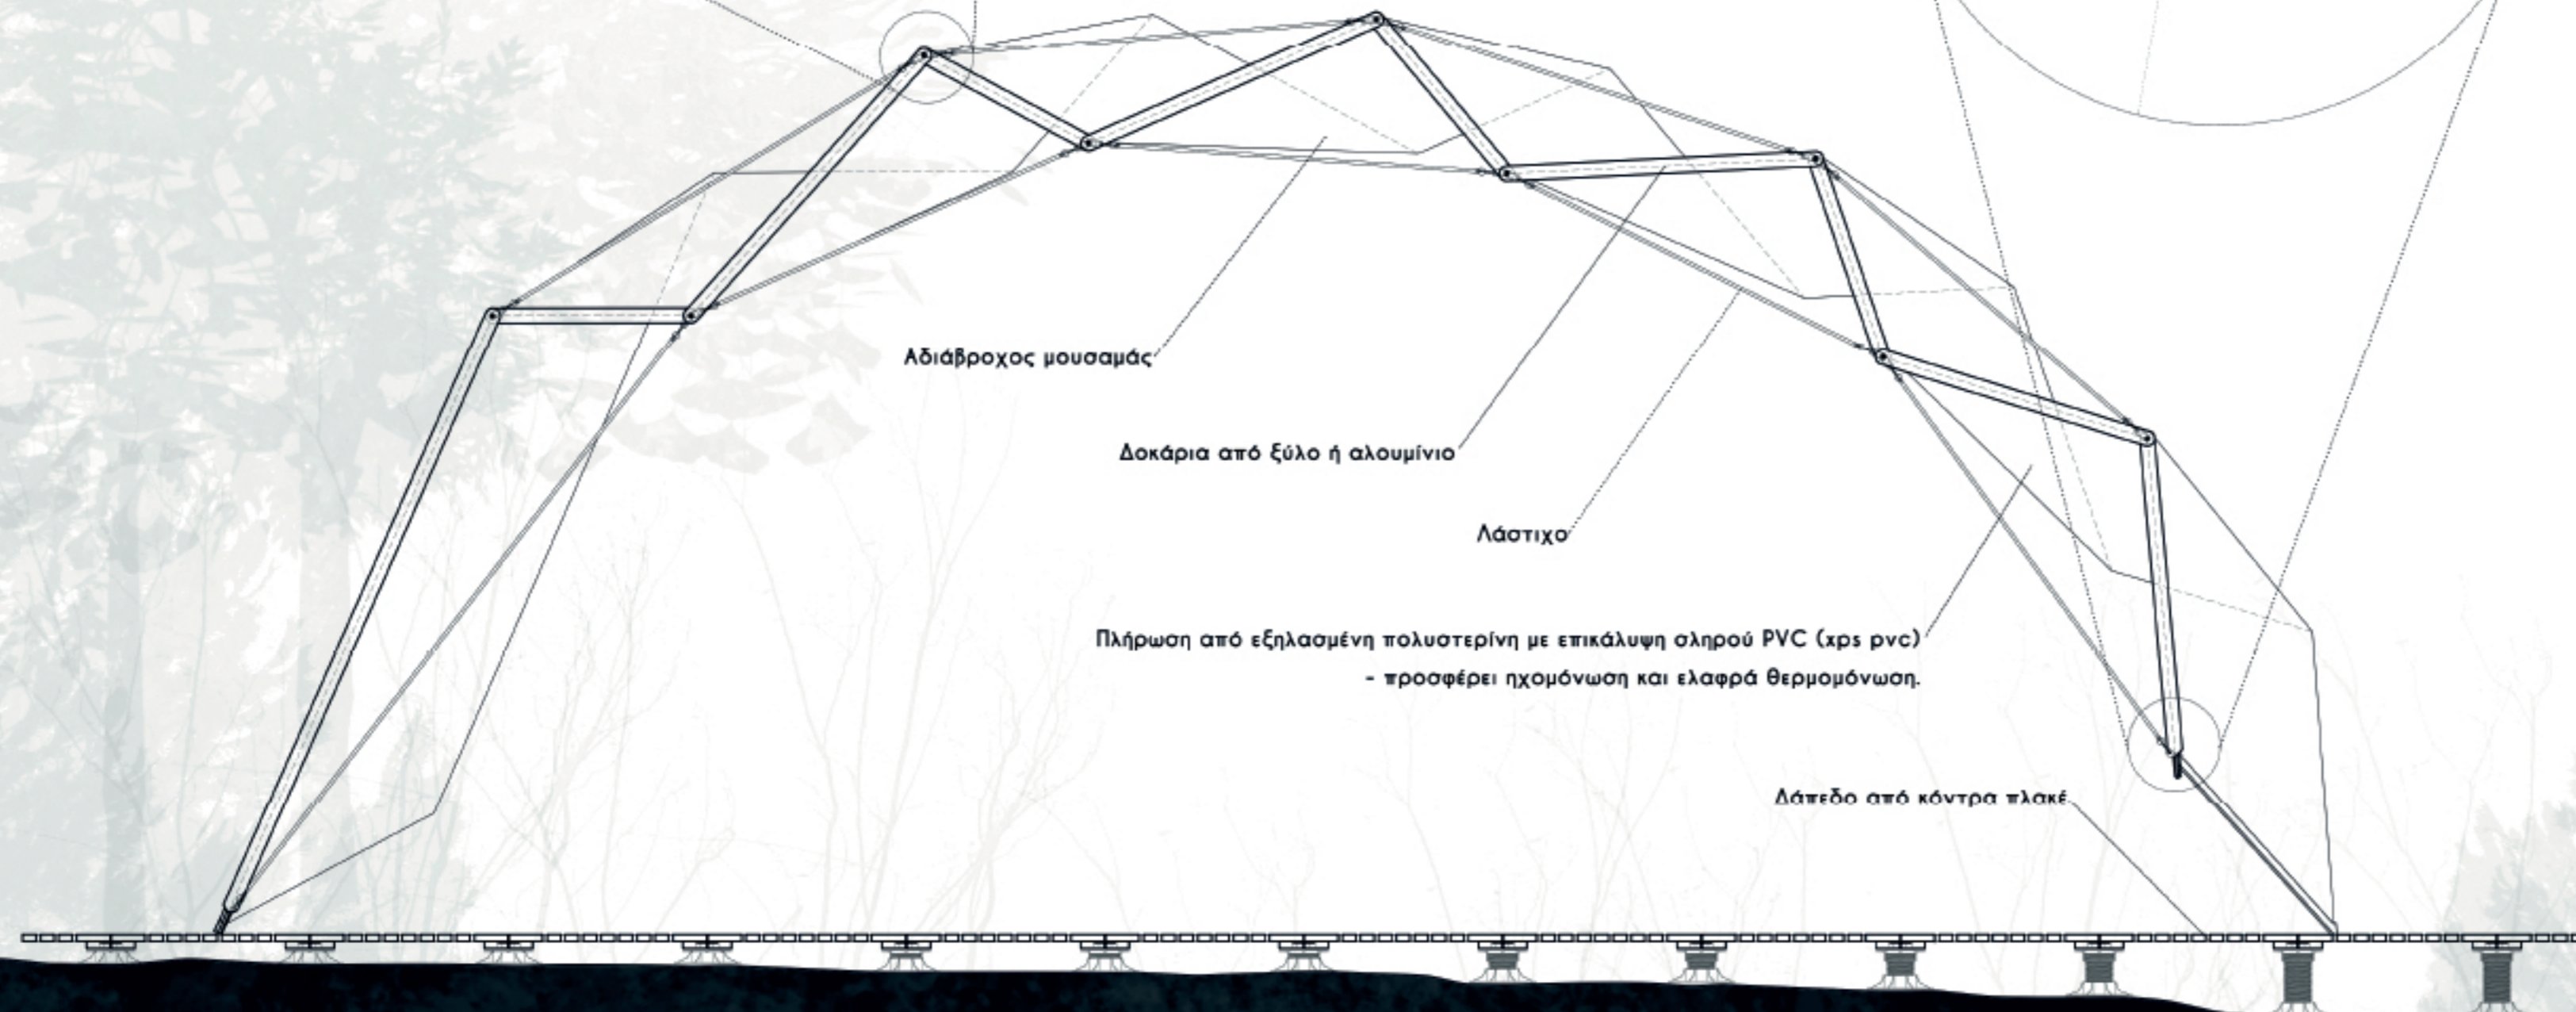 Αδιάβροχος μουσαμάς
Δοκάρια από ξύλο ή αλουμίνιο
Λάστιχο
Πλήρωση από εξηλασμένη πολυστερίνη με επικάλυψη σληρού PVC (xps pvc)
- προσφέρει ηχομόνωση και ελαφρά θερμομόνωση.
Δάπεδο από κόντρα πλακέ